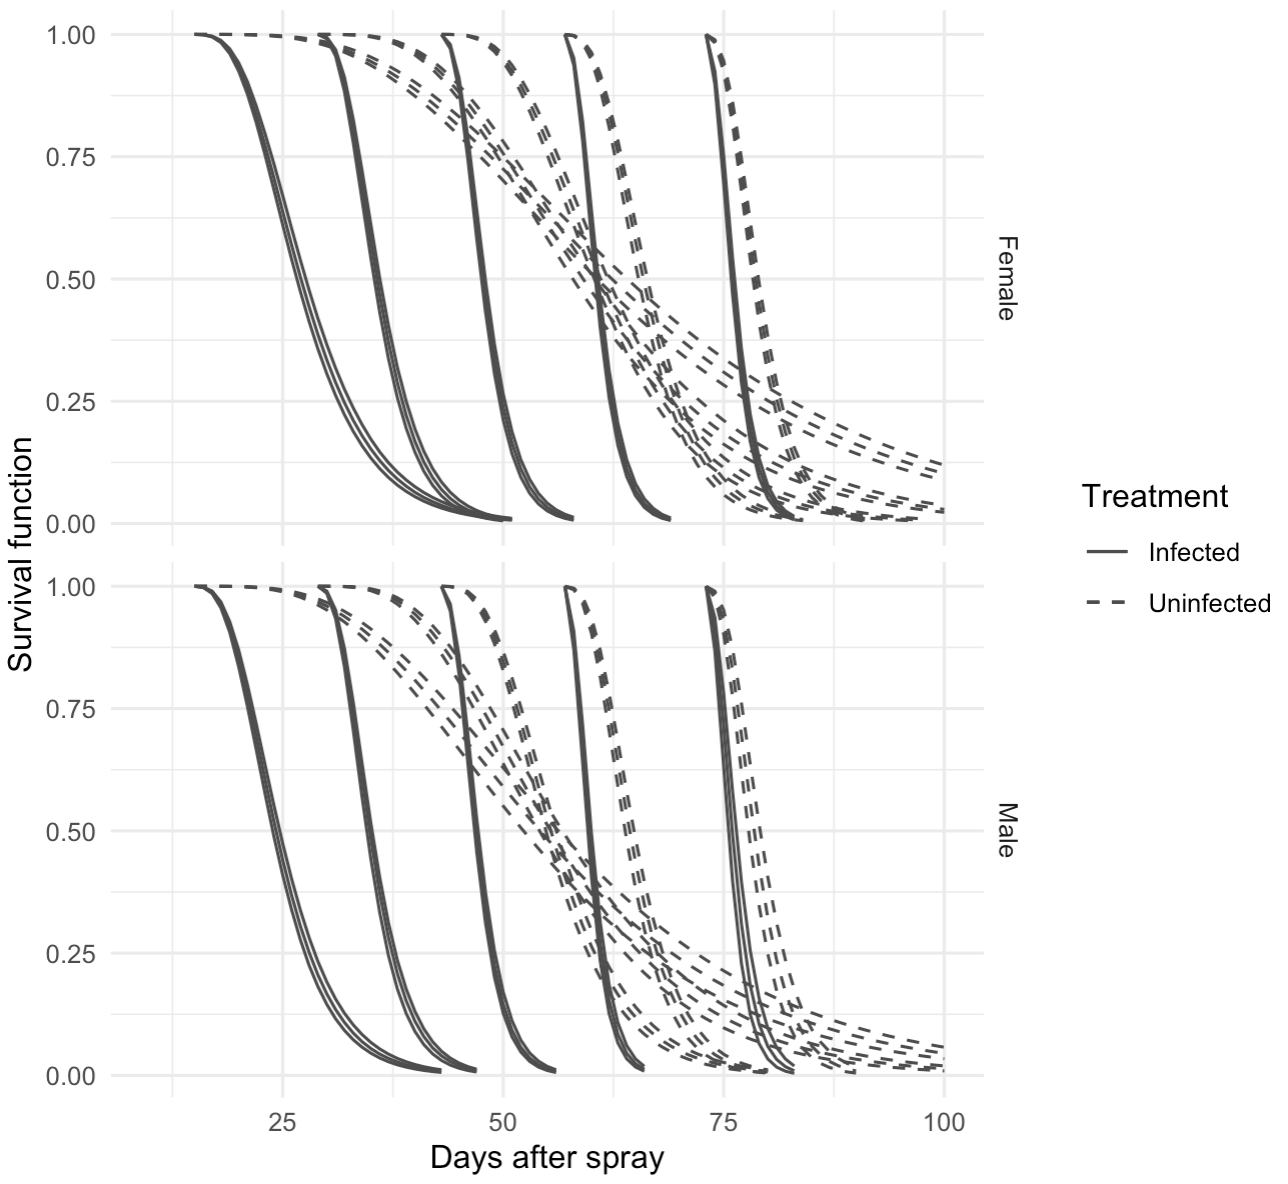 1.00
0.75
0.50
0.25
0.00
Female
1.00
0.75
0.50
0.25
0.00
Male
Survival function
25 50 75 100
Days after spray
Treatment
Infected
Uninfected